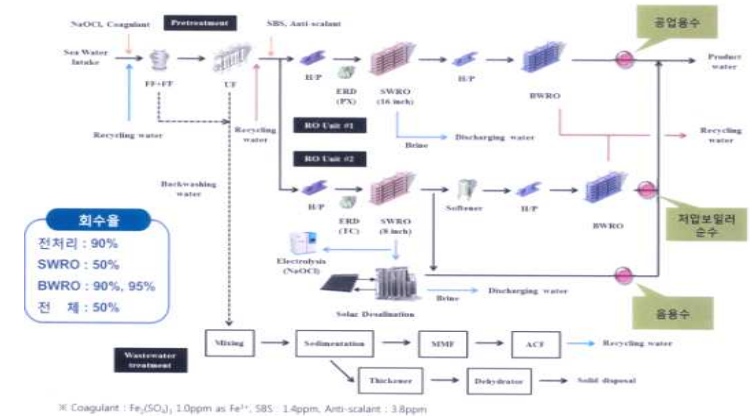 NaOCl, Coagulant
Pretreatment
SBS, Anti-scalant
공업용수
Sea Water
Intake
Product
water
FF+FF
UF
H/P
ERD
(PX)
SWRO
(16 inch)
H/P
BWRO
Recycling water
Recycling
water
RO Unit #1
Brine
Discharging water
Recycling
water
RO Unit #2
Backwashing
water
H/P
ERD
(TC)
SWRO
(8 inch)
Softener
H/P
BWRO
저압보일러
순수
회수율
전처리 : 90%
SWRO : 50%
BWRO : 90%, 95%
전 체 : 50%
Electrolysis
(NaOCl)
Brine
Discharging water
Solar Desalination
음용수
Wastewater
treatment
Mixing
Sedimentation
MMF
ACF
Recycling water
Thickener
Dehydrator
Solid disposal
※ Coagulant : Fe₂(SO₄)₃ 1.0ppm as Fe³⁺, SBS : 1.4ppm, Anti-scalant : 3.8ppm